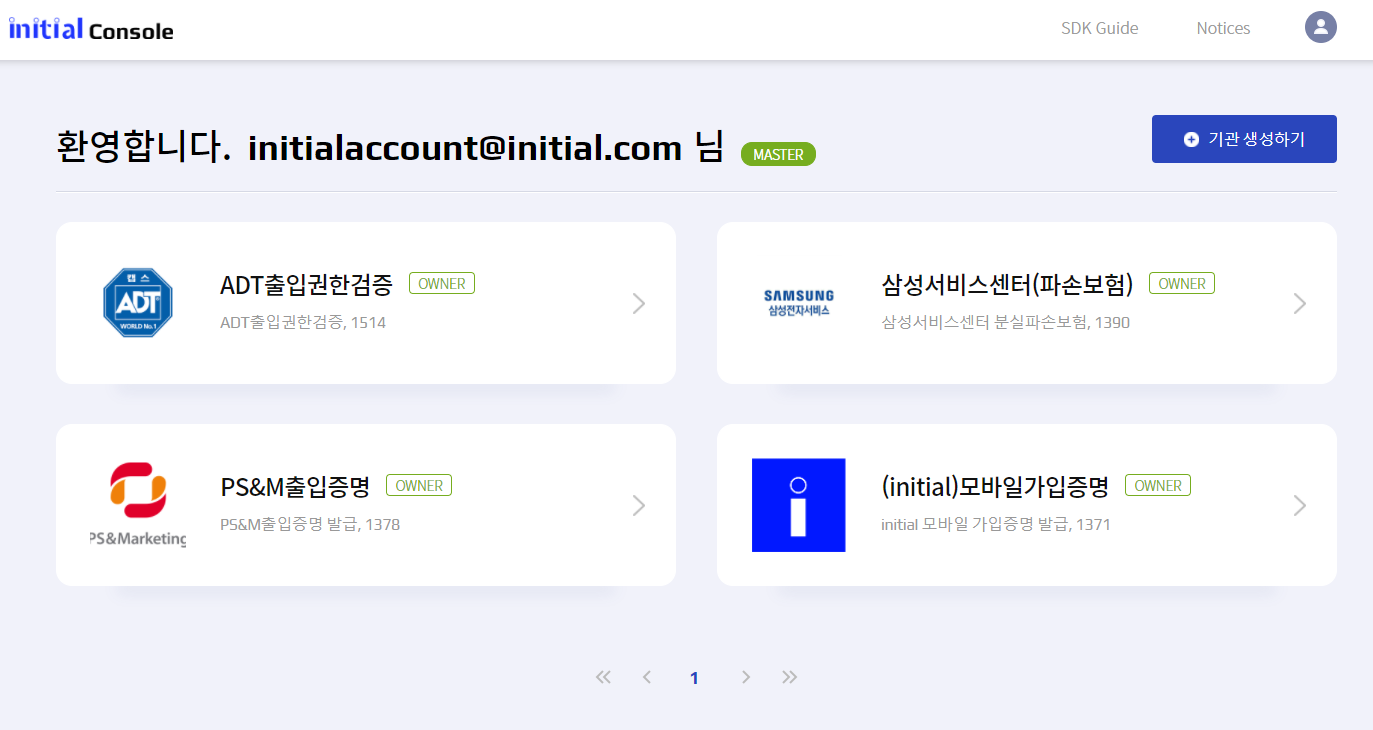 initial Console
SDK Guide
Notices
환영합니다. initialaccount@initial.com 님 MASTER
기관 생성하기
캡스
ADT
WORLD No.1
ADT출입권한검증 OWNER
ADT출입권한검증, 1514
SAMSUNG
삼성전자서비스
삼성서비스센터(파손보험) OWNER
삼성서비스센터 분실파손보험, 1390
PS&Marketing
PS&M출입증명 OWNER
PS&M출입증명 발급, 1378
i
(initial)모바일가입증명 OWNER
initial 모바일 가입증명 발급, 1371
1